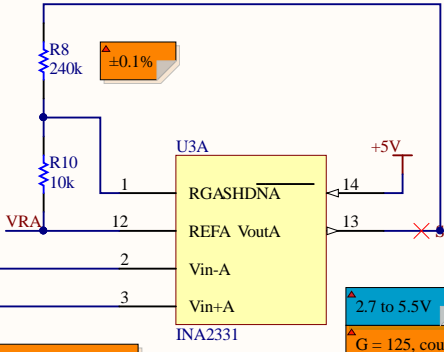 R8
240k
±0.1%
R10
10k
U3A
+5V
1
RGASHDNA
14
VRA
12
REFA VoutA
13
2
Vin-A
3
Vin+A
INA2331
2.7 to 5.5V
G = 125, cou